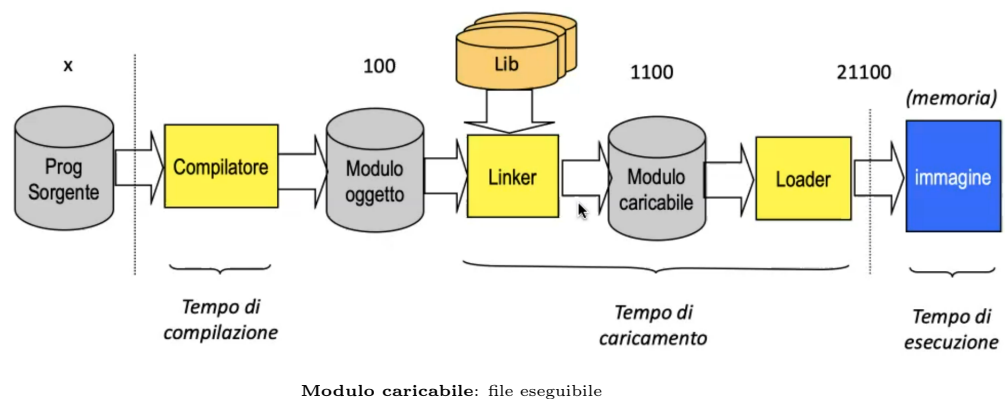 x
100
Lib
1100
21100
(memoria)
Prog
Sorgente
Compilatore
Modulo
oggetto
Linker
Modulo
caricabile
Loader
immagine
Tempo di
compilazione
Tempo di
caricamento
Tempo di
esecuzione
Modulo caricabile: file eseguibile